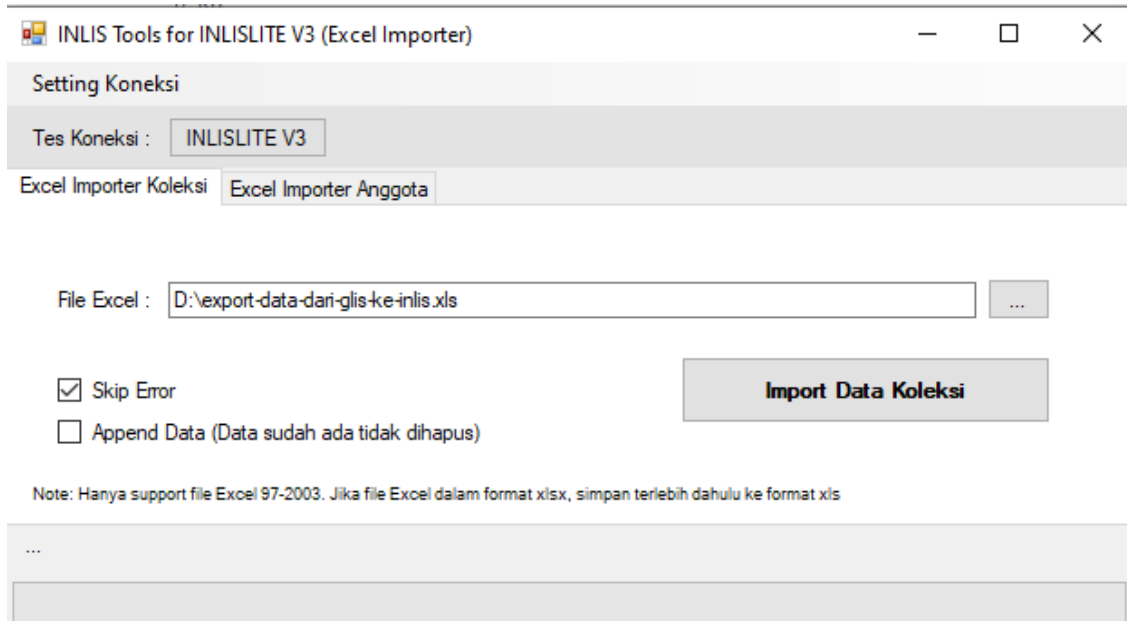 INLIS Tools for INLISLITE V3 (Excel Importer)
Setting Koneksi
Tes Koneksi : INLISLITE V3
Excel Importer Koleksi Excel Importer Anggota
File Excel : D:\export-data-dari-glis-ke-inlis.xls ...
Skip Error
Import Data Koleksi
Append Data (Data sudah ada tidak dihapus)
Note: Hanya support file Excel 97-2003. Jika file Excel dalam format xlsx, simpan terlebih dahulu ke format xls
...